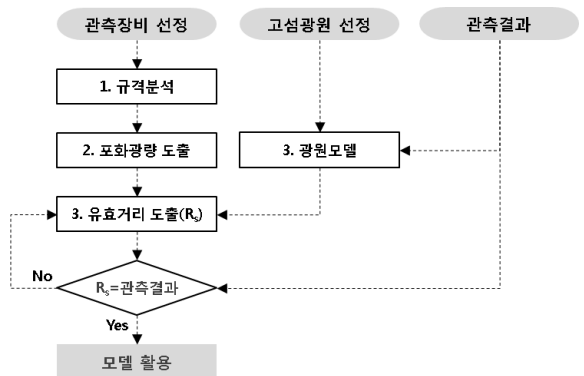 관측장비 선정
고섬광원 선정
관측결과
1. 규격분석
2. 포화광량 도출
3. 광원모델
3. 유효거리 도출(Rs)
No
Rs=관측결과
Yes
모델 활용